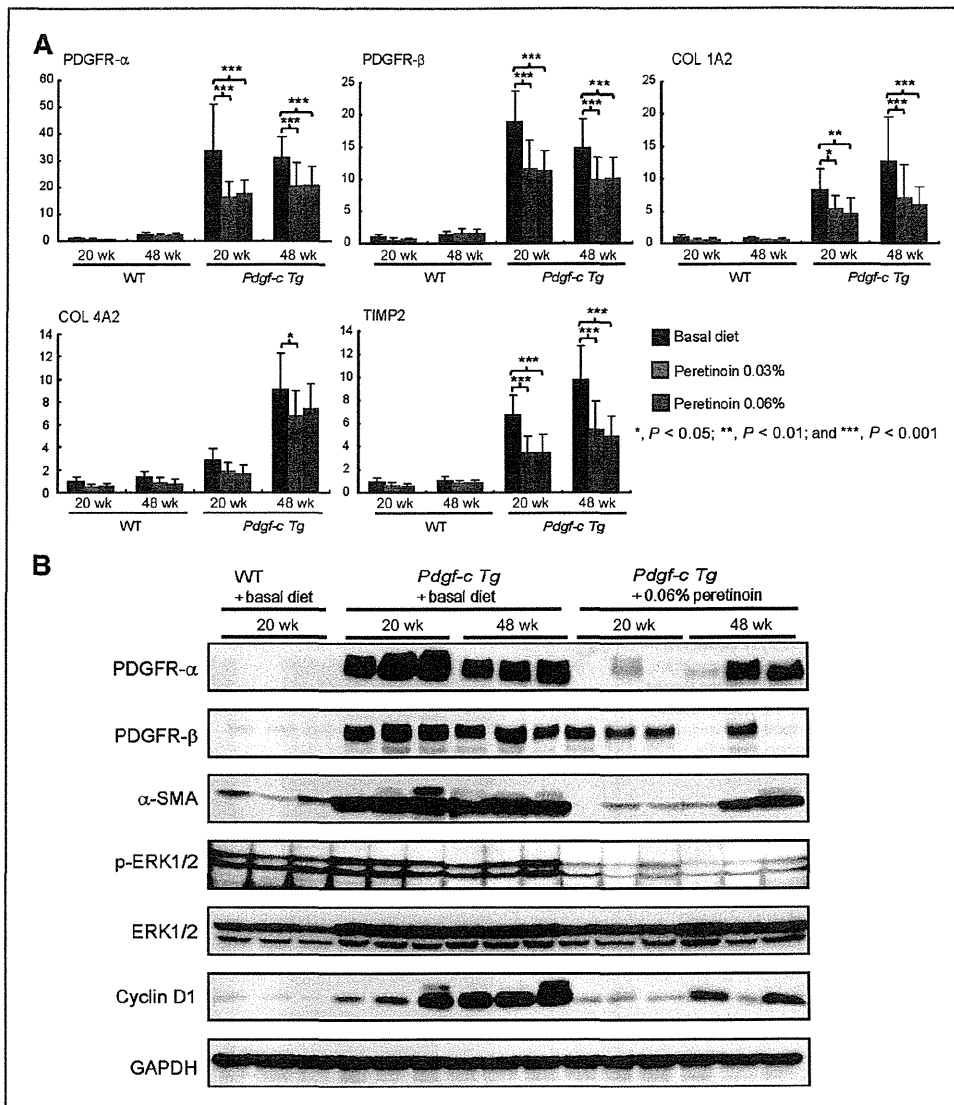 A
PDGFR-α
60
50
40
30
20
10
0
***
***
***
***
20 wk 48 wk 20 wk 48 wk
WT Pdgf-c Tg
PDGFR-β
25
20
15
10
5
0
***
***
***
***
20 wk 48 wk 20 wk 48 wk
WT Pdgf-c Tg
COL 1A2
25
20
15
10
5
0
**
*
***
***
20 wk 48 wk 20 wk 48 wk
WT Pdgf-c Tg
COL 4A2
14
12
10
8
6
4
2
0
*
20 wk 48 wk 20 wk 48 wk
WT Pdgf-c Tg
TIMP2
14
12
10
8
6
4
2
0
***
***
***
***
20 wk 48 wk 20 wk 48 wk
WT Pdgf-c Tg
Basal diet
Peretinoin 0.03%
Peretinoin 0.06%
*, P < 0.05; **, P < 0.01; and ***, P < 0.001
B
WT Pdgf-c Tg Pdgf-c Tg
+ basal diet + basal diet + 0.06% peretinoin
20 wk 20 wk 48 wk 20 wk 48 wk
PDGFR-α
PDGFR-β
α-SMA
p-ERK1/2
ERK1/2
Cyclin D1
GAPDH